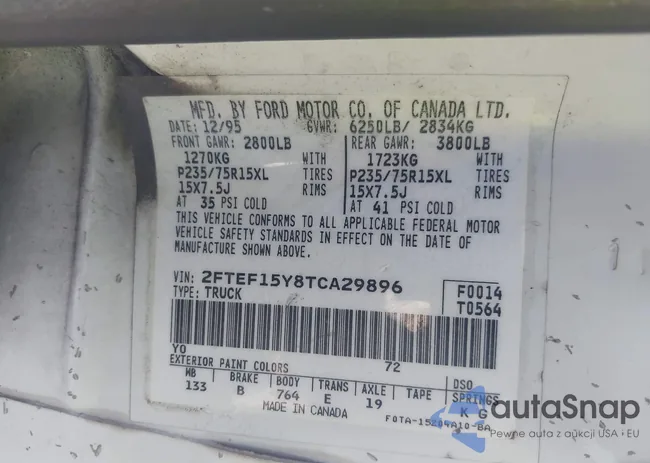 MFD. BY FORD MOTOR CO. OF CANADA LTD.
DATE: 12/95 GVWR: 6250LB/ 2834KG
FRONT GAWR: 2800LB REAR GAWR: 3800LB
1270KG WITH 1723KG WITH
P235/75R15XL TIRES P235/75R15XL TIRES
15X7.5J RIMS 15X7.5J RIMS
AT 35 PSI COLD AT 41 PSI COLD
THIS VEHICLE CONFORMS TO ALL APPLICABLE FEDERAL MOTOR
VEHICLE SAFETY STANDARDS IN EFFECT ON THE DATE OF
MANUFACTURE SHOWN ABOVE.
VIN: 2FTEF15Y8TCA29896 F0014
TYPE: TRUCK T0564
YO 72
EXTERIOR PAINT COLORS DSO
WB BRAKE BODY TRANS AXLE TAPE SPRINGS
133 B 764 E 19 K G
MADE IN CANADA F0TA-15204A10-BA
autaSnap
Pewne auta z aukcji USA • EU